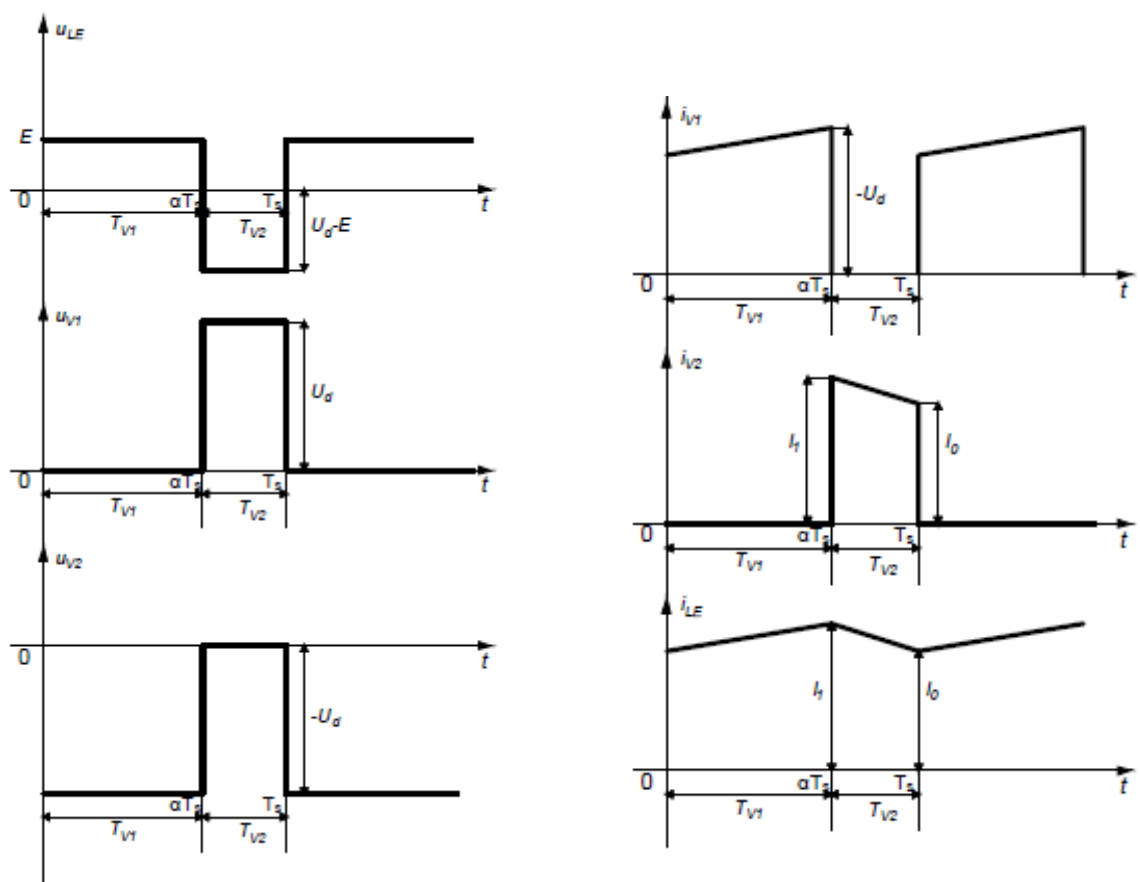 u_LE
E
0
αT_s
T_s
t
T_V1
T_V2
U_d-E
u_V1
U_d
0
αT_s
T_s
t
T_V1
T_V2
u_V2
0
t
-U_d
αT_s
T_s
T_V1
T_V2
i_V1
-U_d
0
αT_s
T_s
t
T_V1
T_V2
i_V2
I_1
I_0
0
αT_s
T_s
t
T_V1
T_V2
i_LE
I_1
I_0
0
αT_s
T_s
t
T_V1
T_V2